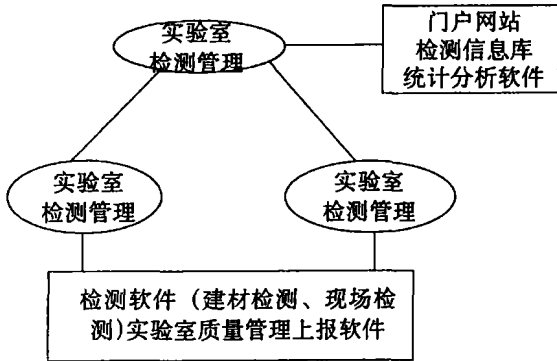 实验室
检测管理
门户网站
检测信息库
统计分析软件
实验室
检测管理
实验室
检测管理
检测软件（建材检测、现场检
测)实验室质量管理上报软件